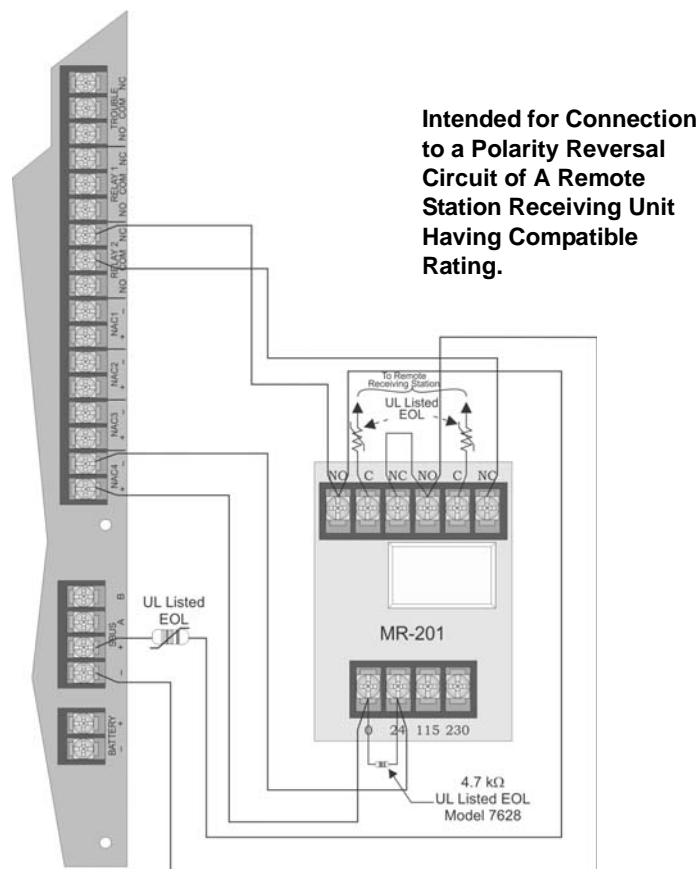 Intended for Connection
to a Polarity Reversal
Circuit of A Remote
Station Receiving Unit
Having Compatible
Rating.
TROUBLE
NC
COM
NO
RELAY 1
NC
COM
NO
RELAY 2
NC
COM
NO
NAC1
−
+
NAC2
−
+
NAC3
−
+
NAC4
−
+
SBUS
B
A
+
−
BATTERY
+
−
UL Listed
EOL
To Remote
Receiving Station
UL Listed
EOL
NO C NC NO C NC
MR-201
0 24 115 230
4.7 kΩ
UL Listed EOL
Model 7628